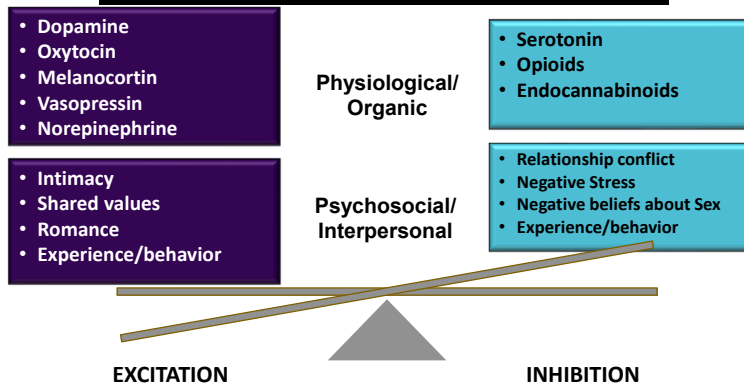 • Dopamine
• Oxytocin
• Melanocortin
• Vasopressin
• Norepinephrine
Physiological/
Organic
• Serotonin
• Opioids
• Endocannabinoids
• Intimacy
• Shared values
• Romance
• Experience/behavior
Psychosocial/
Interpersonal
• Relationship conflict
• Negative Stress
• Negative beliefs about Sex
• Experience/behavior
EXCITATION
INHIBITION